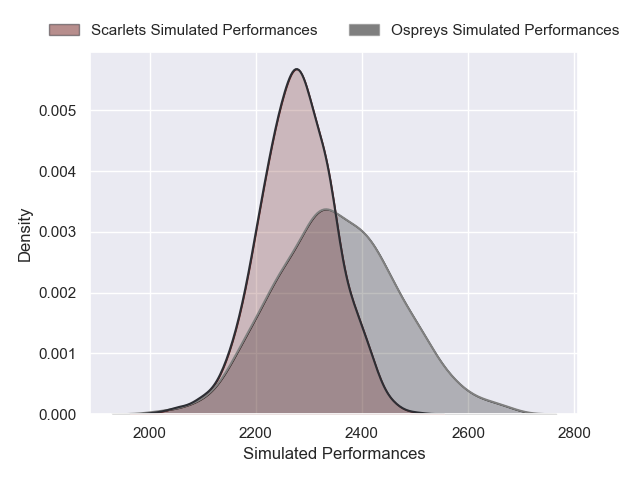 Scarlets Simulated Performances Ospreys Simulated Performances
0.005
0.004
0.003
0.002
0.001
0.000
Density
2000 2200 2400 2600 2800
Simulated Performances